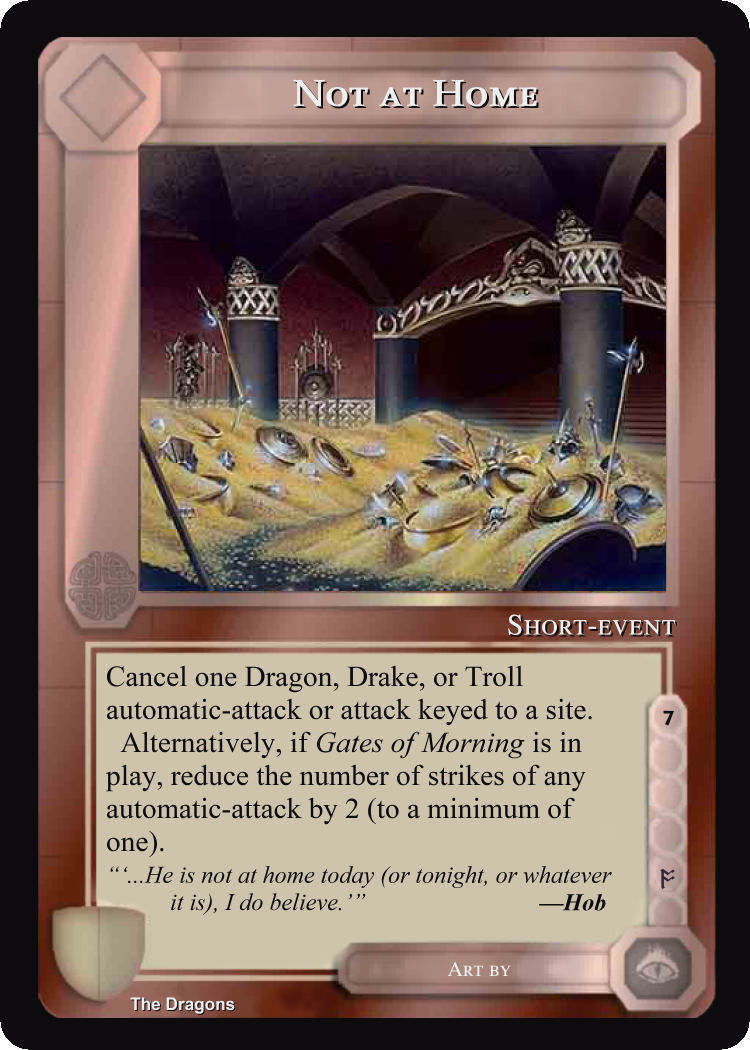 Not at Home
Short-event
Cancel one Dragon, Drake, or Troll
automatic-attack or attack keyed to a site.
Alternatively, if Gates of Morning is in
play, reduce the number of strikes of any
automatic-attack by 2 (to a minimum of
one).
“‘...He is not at home today (or tonight, or whatever
it is), I do believe.’” —Hob
7
Art by
The Dragons